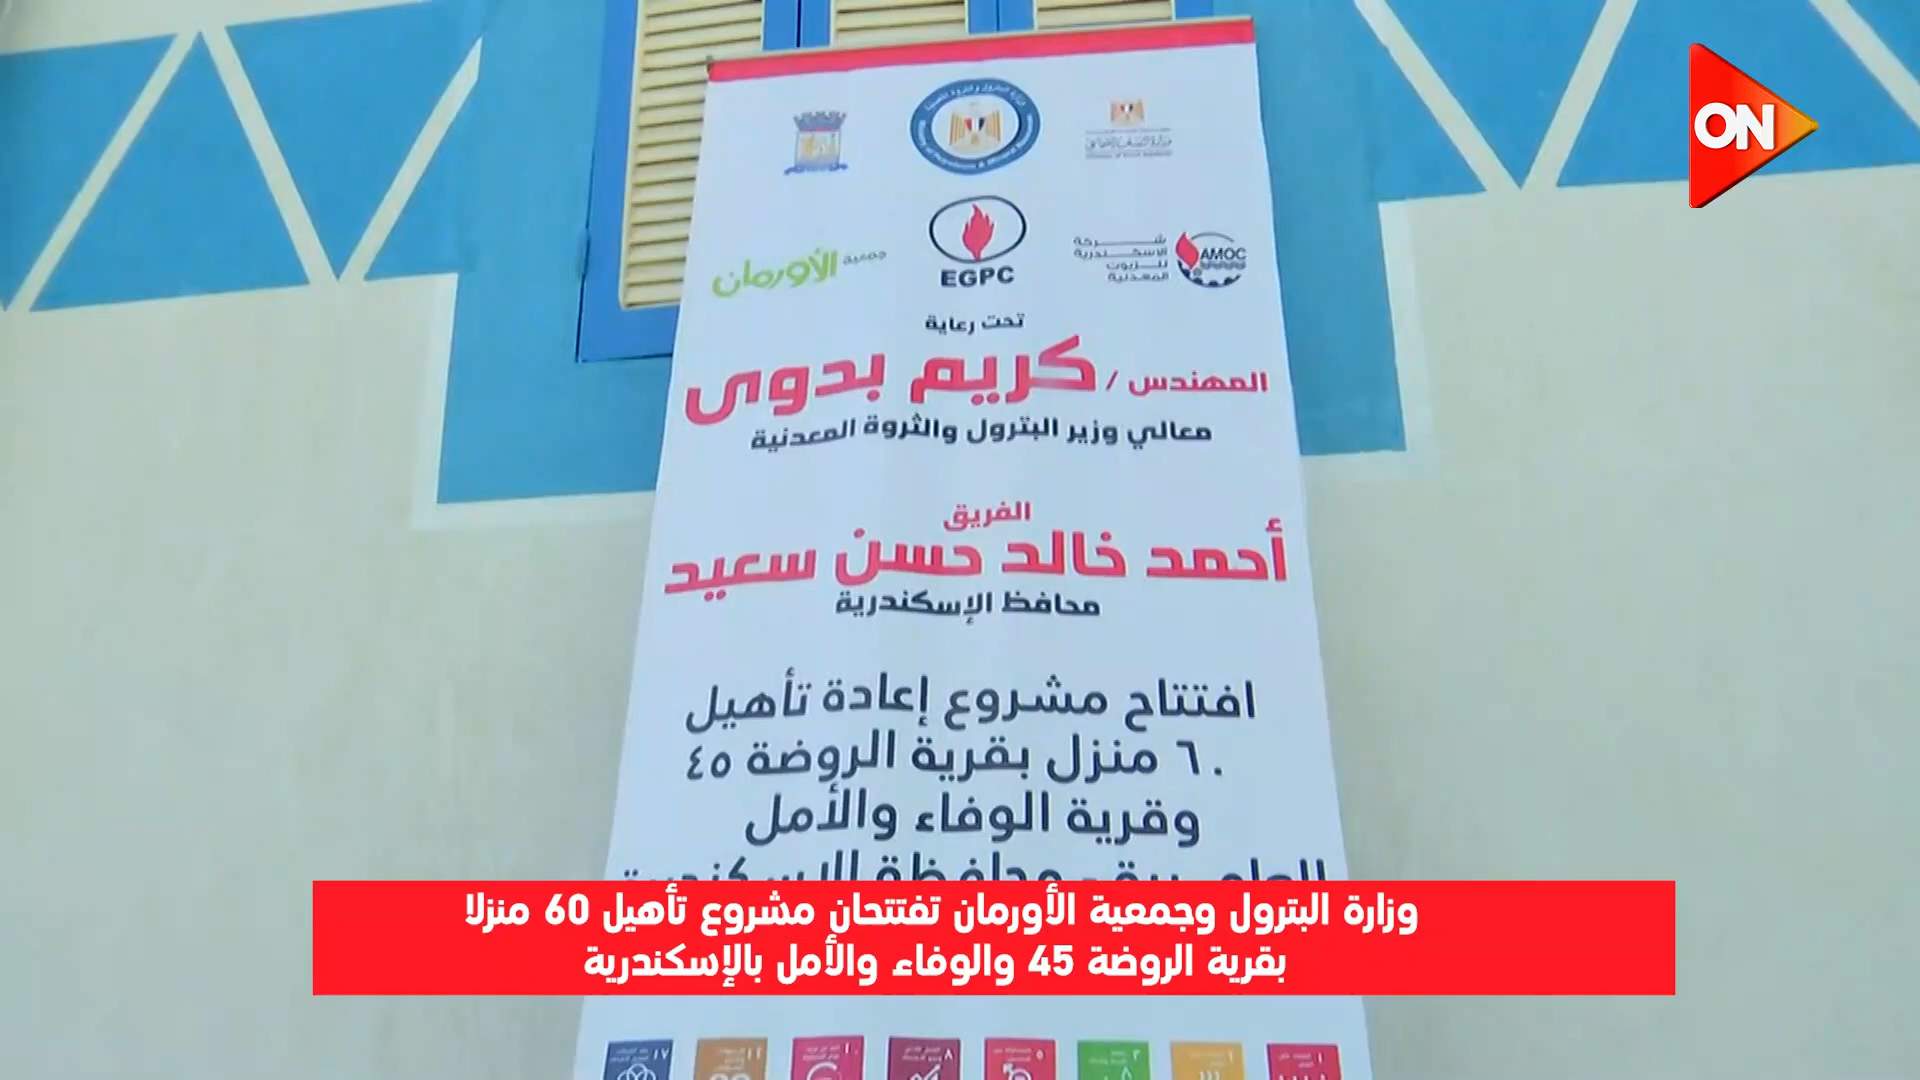 ON
EGPC
جمعية الأورمان
شركة
الاسكندرية
للزيوت
المعدنية
AMOC
تحت رعاية
المهندس / كريم بدوى
معالي وزير البترول والثروة المعدنية
الفريق
أحمد خالد حسن سعيد
محافظ الإسكندرية
افتتاح مشروع إعادة تأهيل
٦٠ منزل بقرية الروضة ٤٥
وقرية الوفاء والأمل
وزارة البترول وجمعية الأورمان تفتتحان مشروع تأهيل 60 منزلا
بقرية الروضة 45 والوفاء والأمل بالإسكندرية